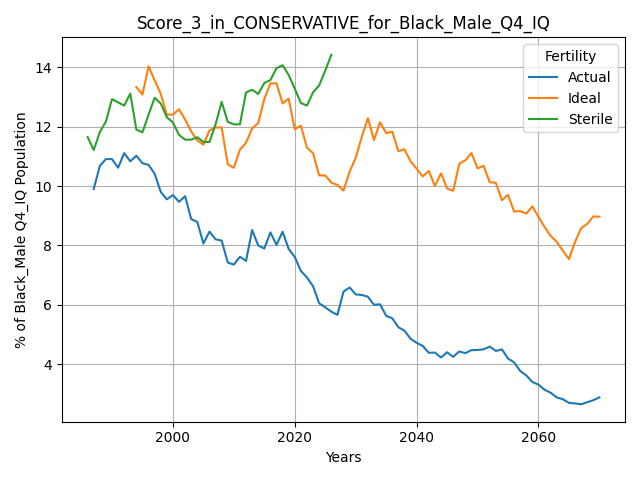 Score_3_in_CONSERVATIVE_for_Black_Male_Q4_IQ
% of Black_Male Q4_IQ Population
14
12
10
8
6
4
Fertility
Actual
Ideal
Sterile
2000 2020 2040 2060
Years